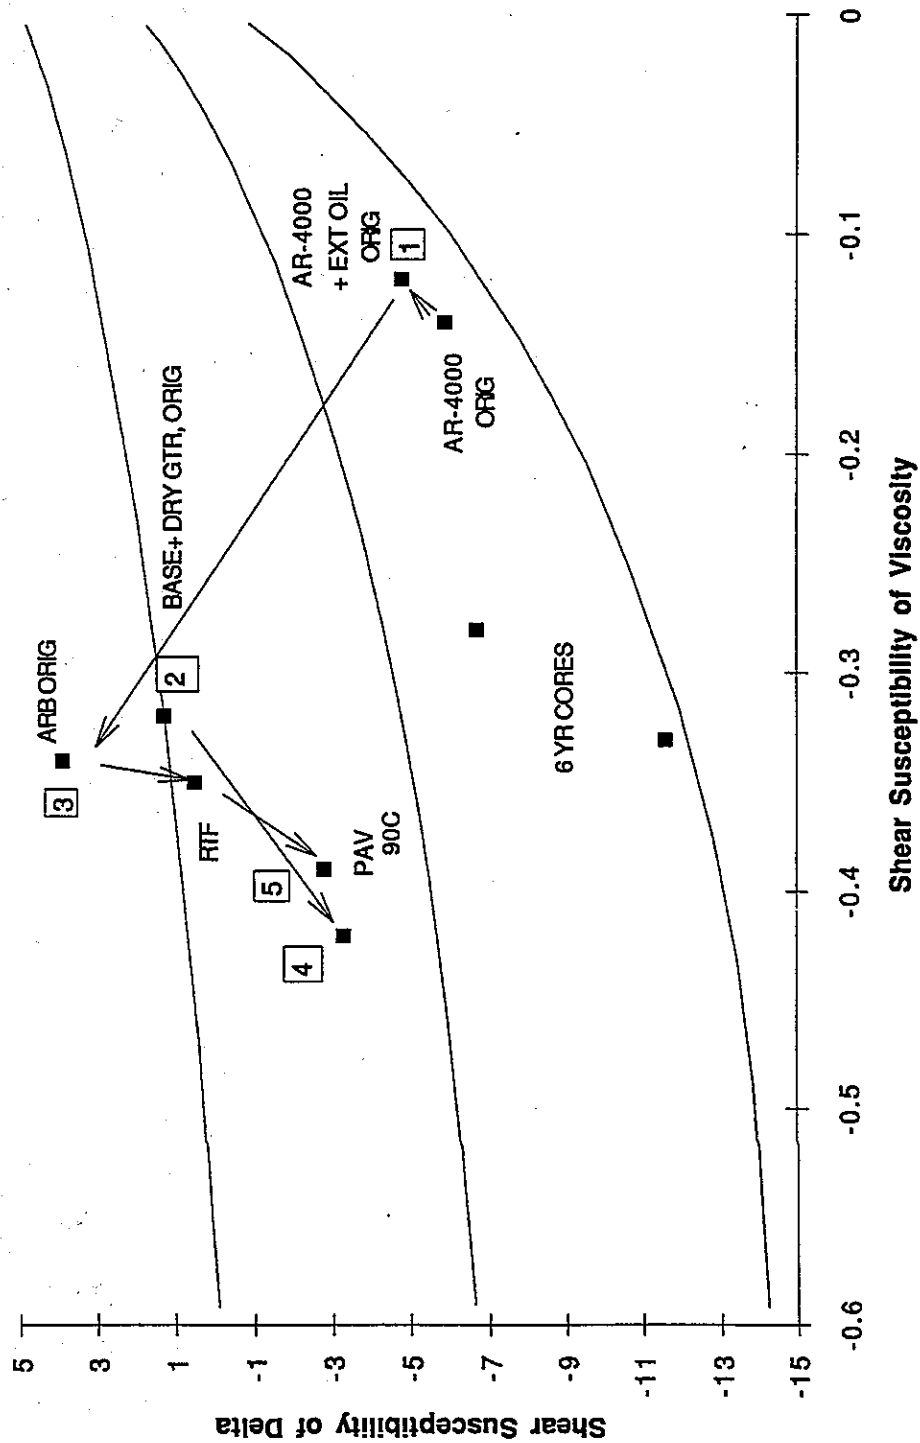 5
3
1
-1
-3
-5
-7
-9
-11
-13
-15
Shear Susceptibility of Delta
-0.6
-0.5
-0.4
-0.3
-0.2
-0.1
0
Shear Susceptibility of Viscosity
3
ARB ORIG
RTF
2
BASE+ DRY GTR, ORIG
5
4
PAV
90C
AR-4000
+ EXT OIL
ORIG
1
AR-4000
ORIG
6 YR CORES